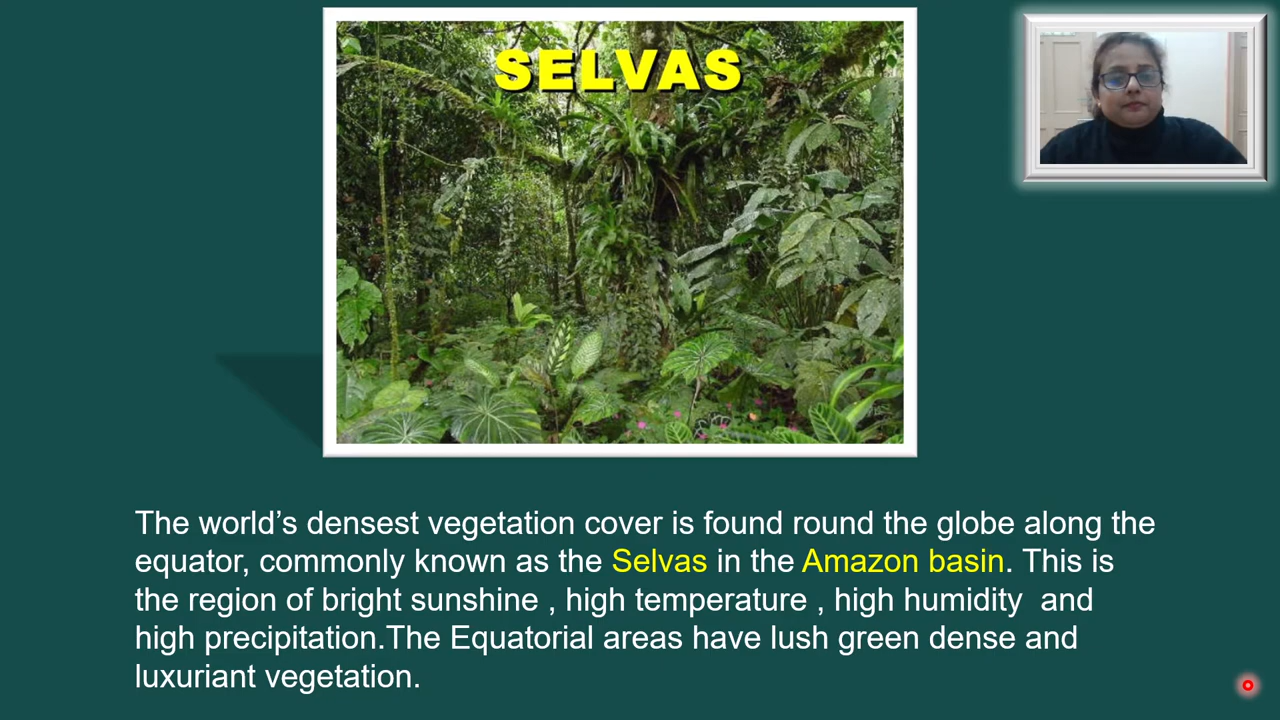 SELVAS
The world’s densest vegetation cover is found round the globe along the
equator, commonly known as the Selvas in the Amazon basin. This is
the region of bright sunshine , high temperature , high humidity  and
high precipitation.The Equatorial areas have lush green dense and
luxuriant vegetation.